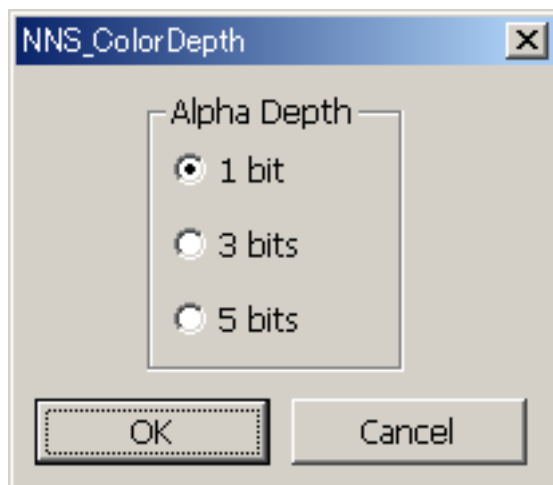 NNS_ColorDepth
Alpha Depth
1 bit
3 bits
5 bits
OK
Cancel